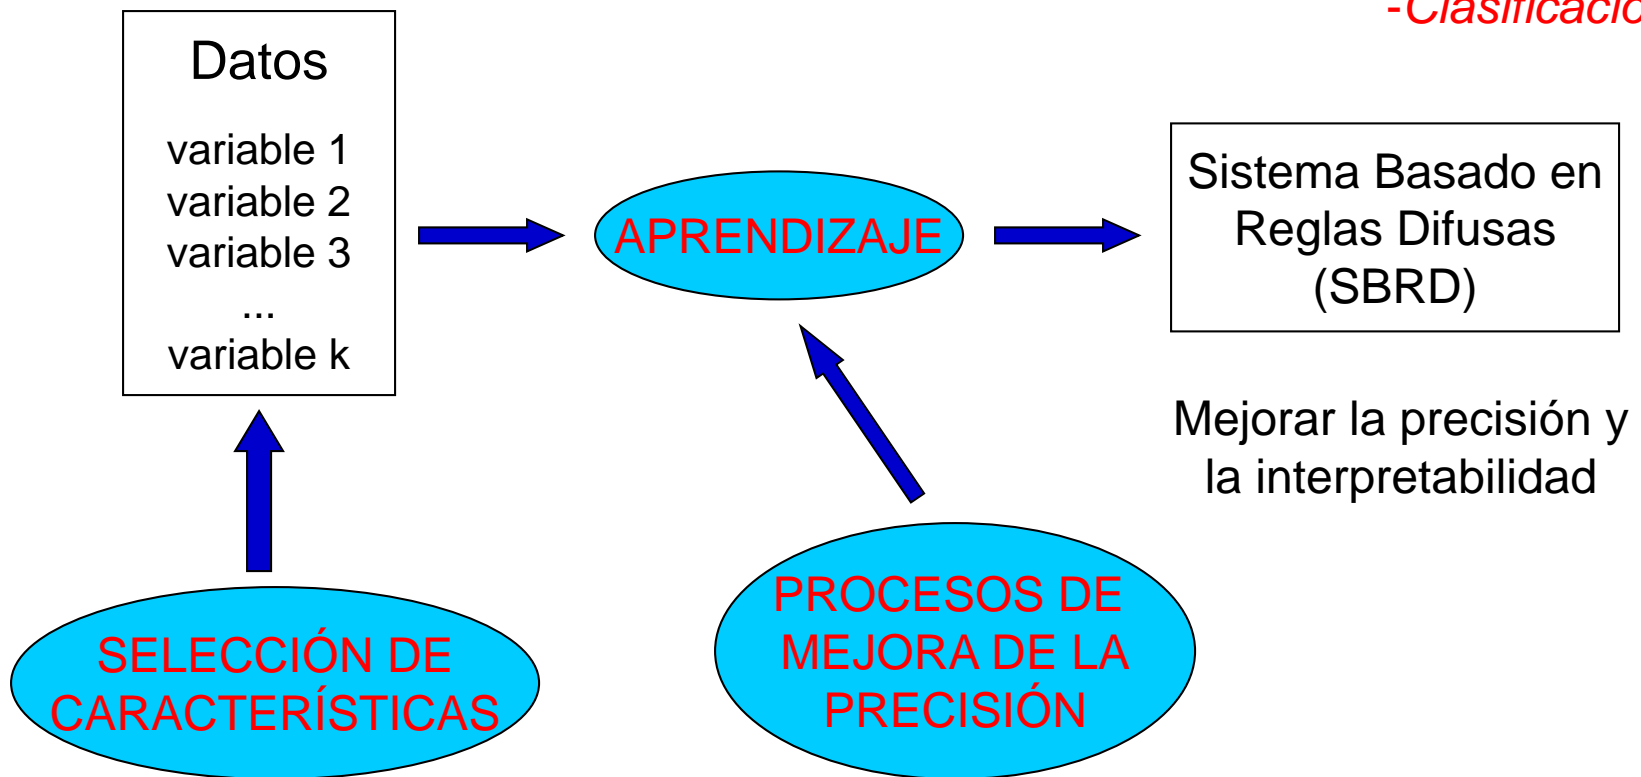 -Clasificació
Datos
variable 1
variable 2
variable 3
...
variable k
APRENDIZAJE
Sistema Basado en
Reglas Difusas
(SBRD)
Mejorar la precisión y
la interpretabilidad
SELECCIÓN DE
CARACTERÍSTICAS
PROCESOS DE
MEJORA DE LA
PRECISIÓN